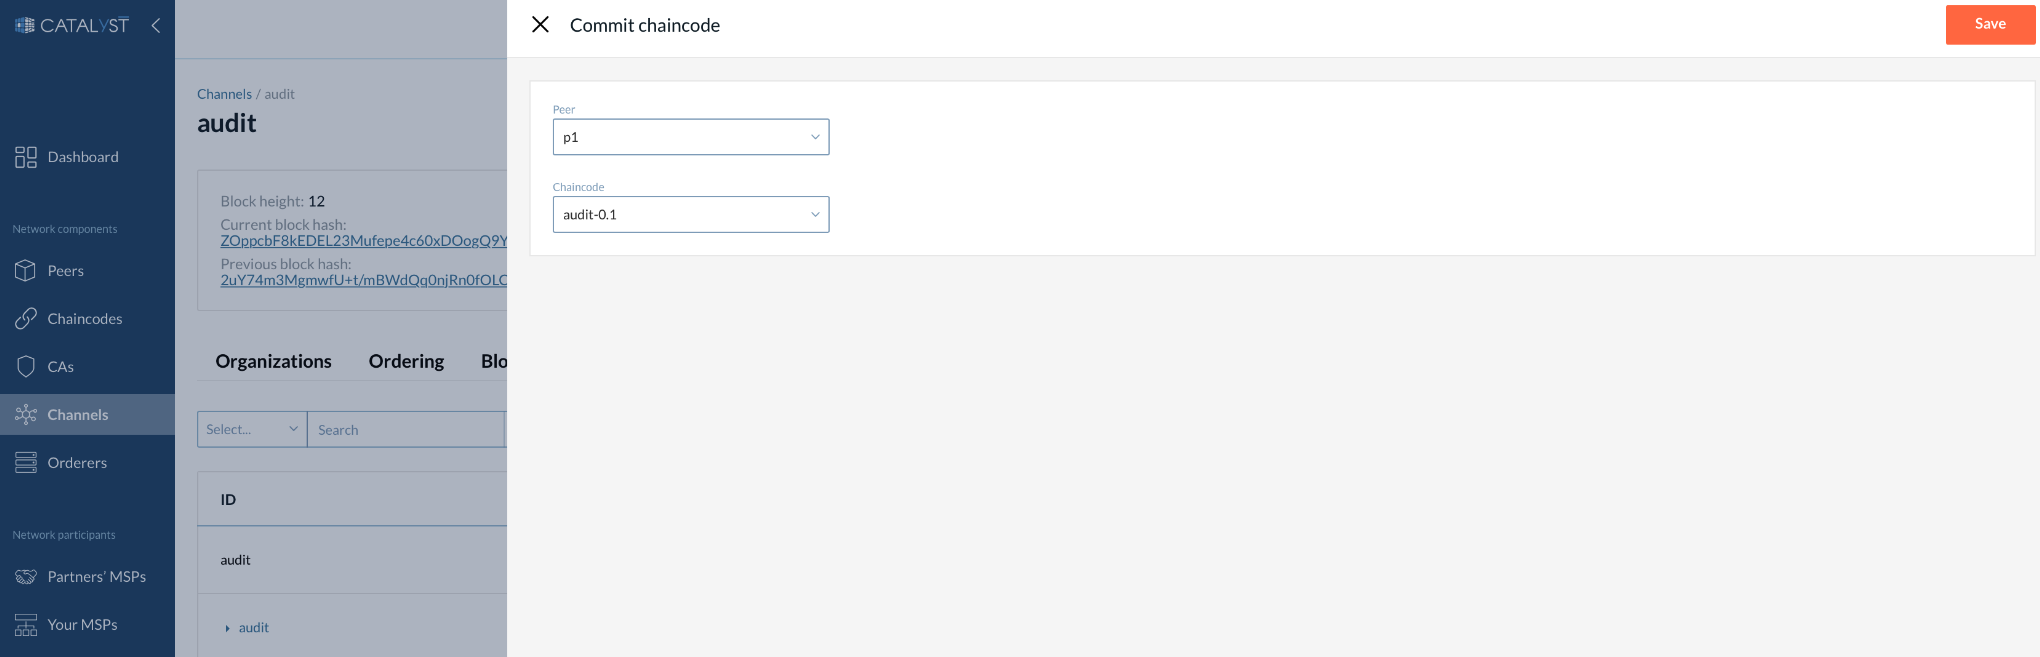 CATALYST
Commit chaincode
Save
Channels / audit
audit
Dashboard
Block height: 12
Current block hash:
ZOppcbF8kEDEL23Mufepe4c60xDOogQ9Y
Previous block hash:
2uY74m3MgmwfU+t/mBWdQq0njRn0fOLC
Network components
Peers
Chaincodes
CAs
Channels
Orderers
Organizations Ordering Blo
Select... Search
ID
audit
audit
Network participants
Partners' MSPs
Your MSPs
Peer
p1
Chaincode
audit-0.1